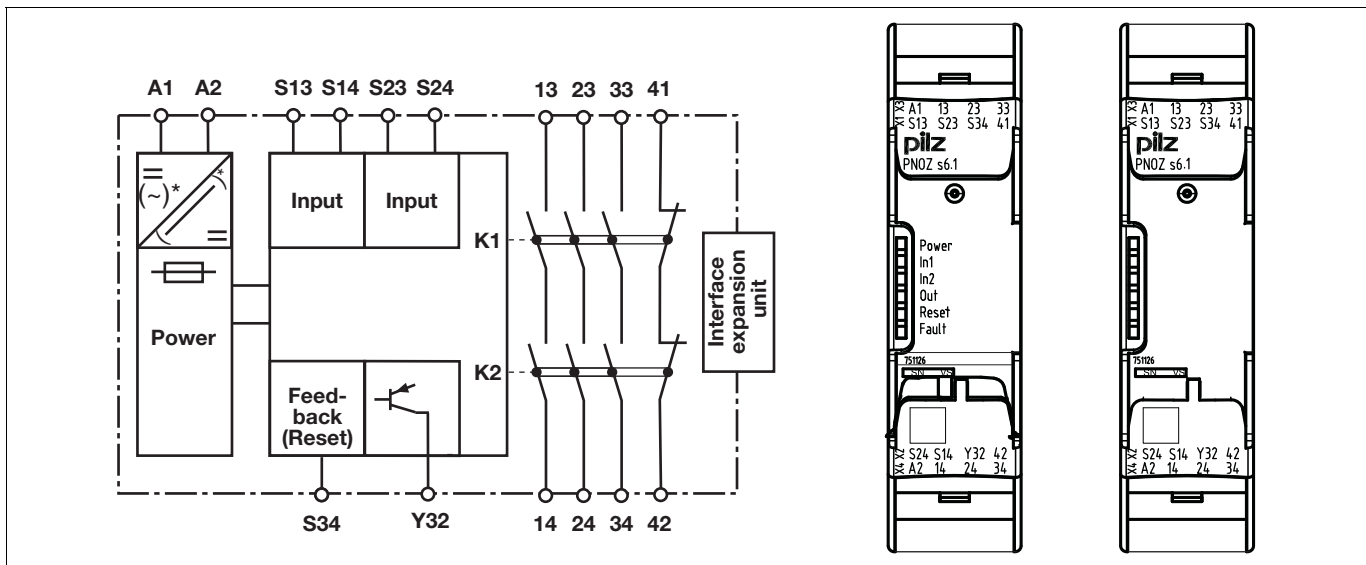 A1 A2 S13 S14 S23 S24 13 23 33 41
=
(~)*
*
=
Input Input
K1
Power
K2
Feed-
back
(Reset)
Interface
expansion
unit
S34 Y32 14 24 34 42
X3 A1 13 23 33
X1 S13 S23 S34 41
pilz
PNOZ s6.1
Power
In1
In2
Out
Reset
Fault
751126
SN VS
X2 S24 S14 Y32 42
X4 A2 14 24 34
X3 A1 13 23 33
X1 S13 S23 S34 41
pilz
PNOZ s6.1
751126
SN VS
X2 S24 S14 Y32 42
X4 A2 14 24 34